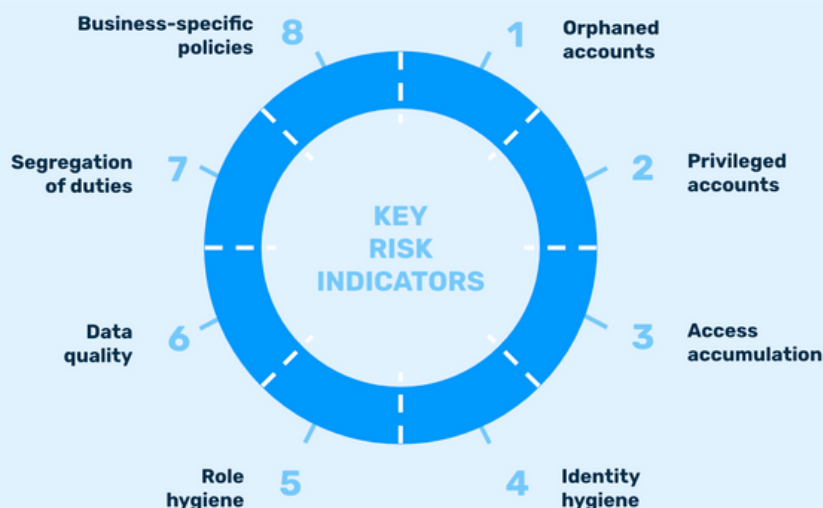 KEY
RISK
INDICATORS
1
Orphaned
accounts
2
Privileged
accounts
3
Access
accumulation
4
Identity
hygiene
5
Role
hygiene
6
Data
quality
7
Segregation
of duties
8
Business-specific
policies